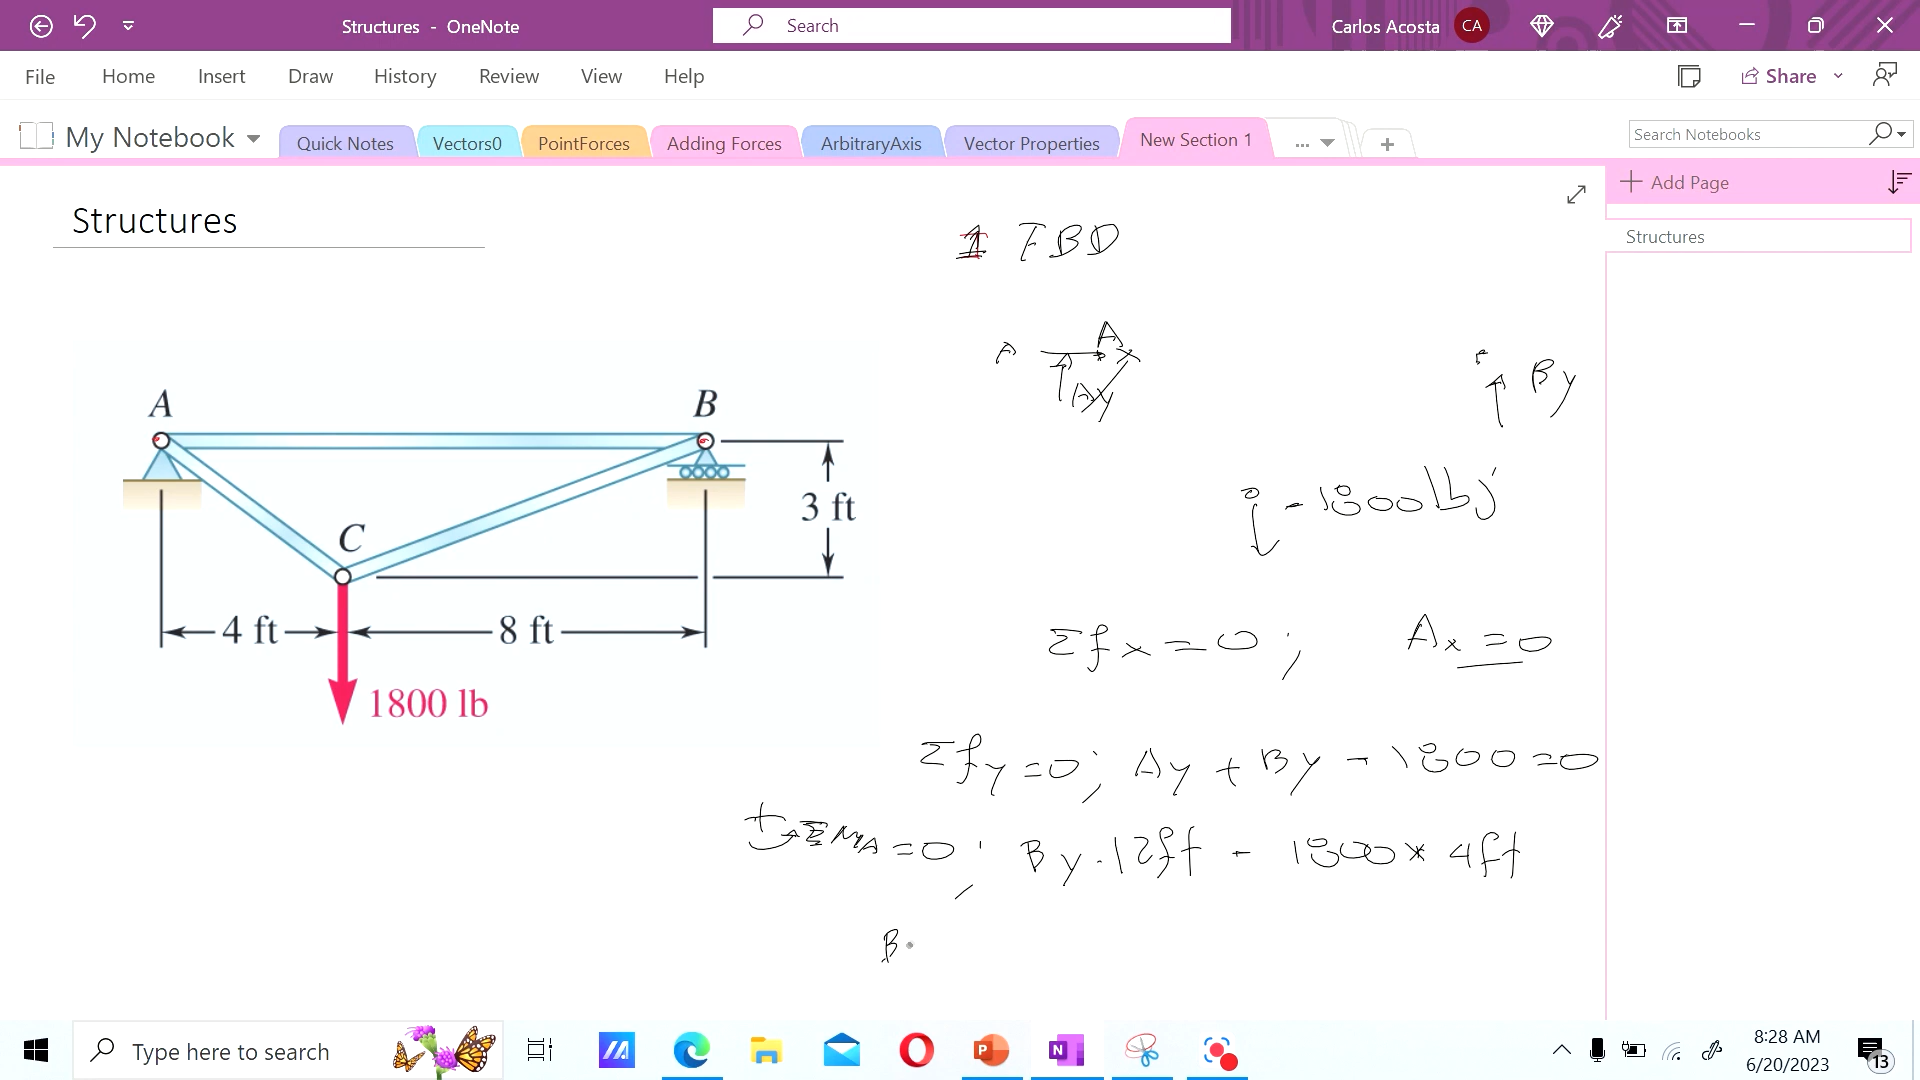 Structures - OneNote
Search
Carlos Acosta CA
File Home Insert Draw History Review View Help
Share
My Notebook
Quick Notes Vectors0 PointForces Adding Forces ArbitraryAxis Vector Properties New Section 1 ... +
Search Notebooks
Add Page
Structures
Structures
1 FBD
A B
C
3 ft
4 ft 8 ft
1800 lb
Ax
Ay
By
-1800lbj
Σfx=0; Ax=0
Σfy=0; Ay + By - 1800=0
+ΣMA=0; By.12ft - 1800* 4ft
B
Type here to search
8:28 AM
6/20/2023
13